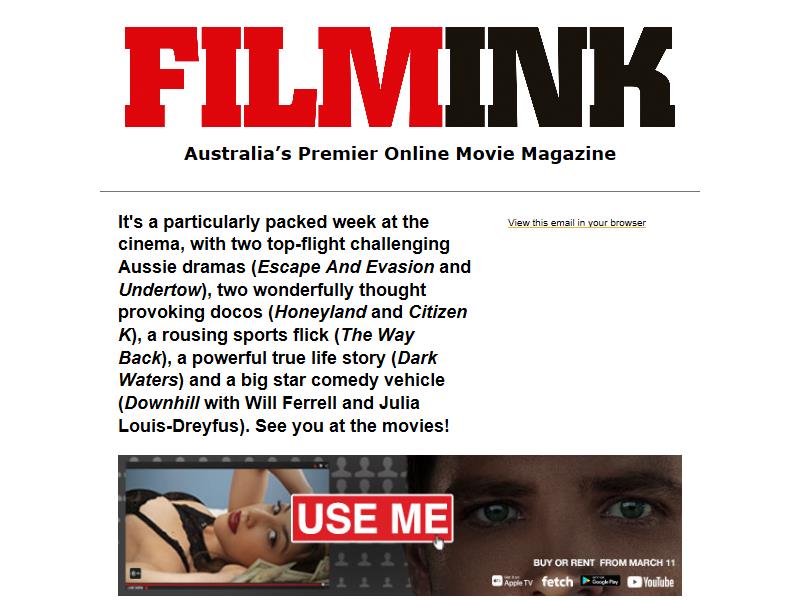 FILMINK
Australia’s Premier Online Movie Magazine
It's a particularly packed week at the
cinema, with two top-flight challenging
Aussie dramas (Escape And Evasion and
Undertow), two wonderfully thought
provoking docos (Honeyland and Citizen
K), a rousing sports flick (The Way
Back), a powerful true life story (Dark
Waters) and a big star comedy vehicle
(Downhill with Will Ferrell and Julia
Louis-Dreyfus). See you at the movies!
View this email in your browser
USE ME
BUY OR RENT FROM MARCH 11
Apple TV fetch Google Play YouTube